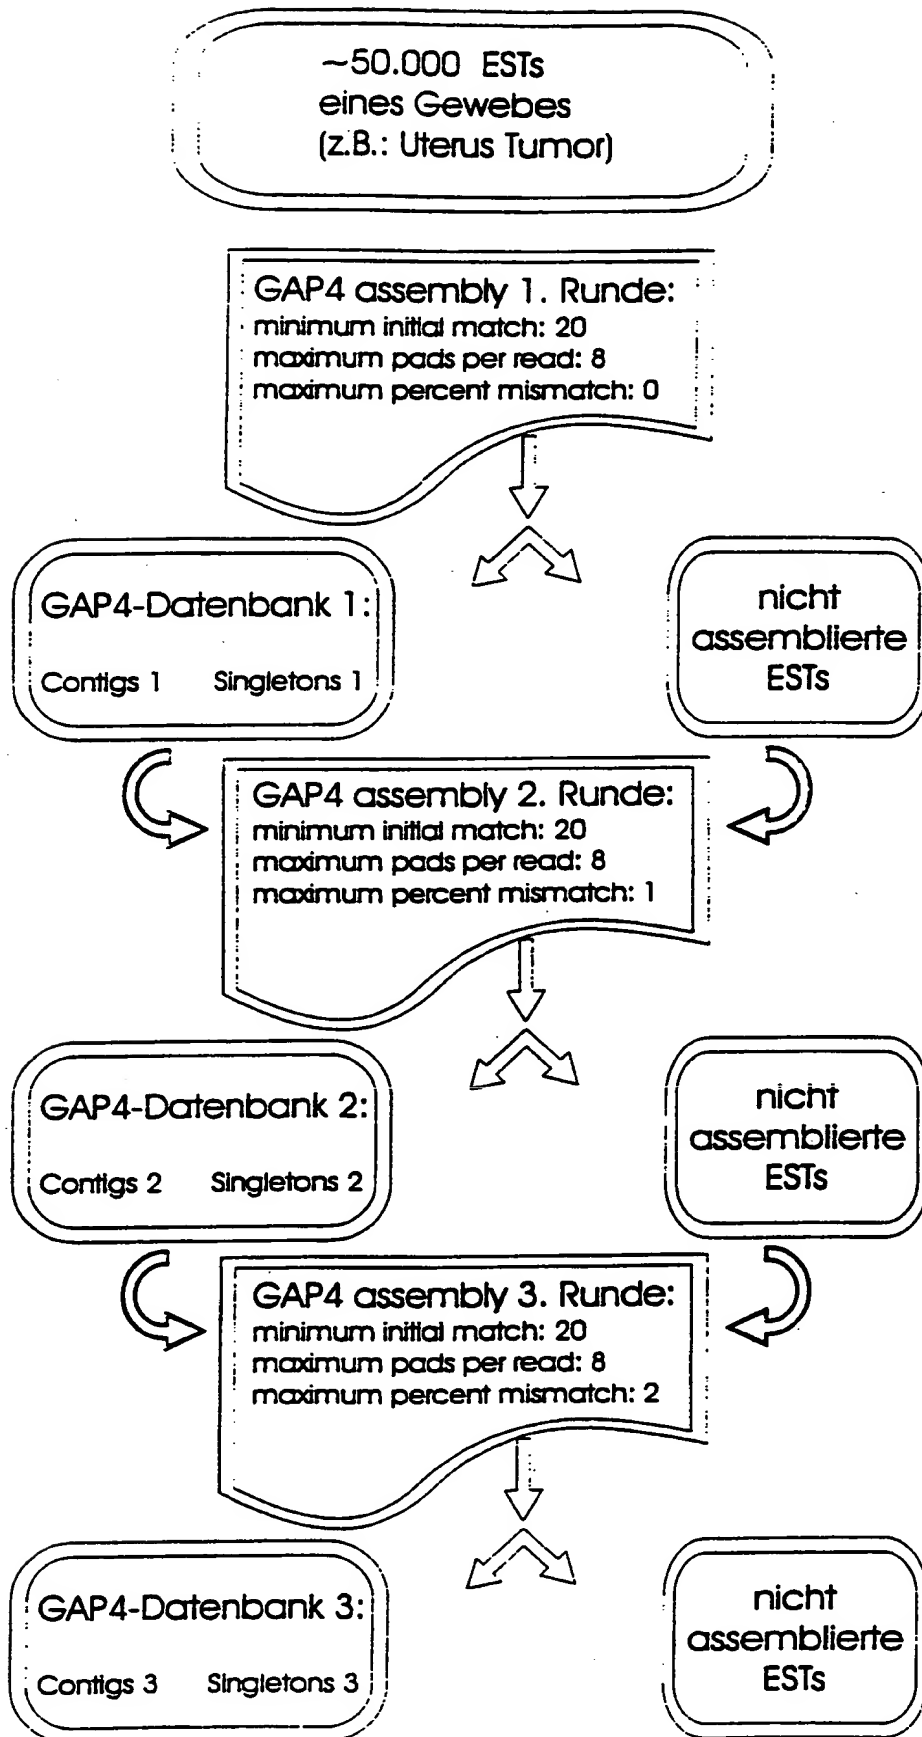 ~50.000 ESTs
eines Gewebes
(z.B.: Uterus Tumor)
GAP4 assembly 1. Runde:
minimum initial match: 20
maximum pads per read: 8
maximum percent mismatch: 0
GAP4-Datenbank 1:
Contigs 1 Singletons 1
nicht
assemblierte
ESTs
GAP4 assembly 2. Runde:
minimum initial match: 20
maximum pads per read: 8
maximum percent mismatch: 1
GAP4-Datenbank 2:
Contigs 2 Singletons 2
nicht
assemblierte
ESTs
GAP4 assembly 3. Runde:
minimum initial match: 20
maximum pads per read: 8
maximum percent mismatch: 2
GAP4-Datenbank 3:
Contigs 3 Singletons 3
nicht
assemblierte
ESTs